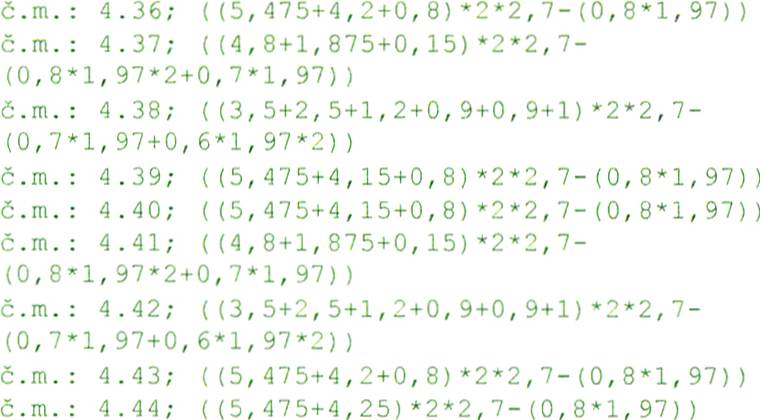 č.m.: 4.36; ((5,475+4,2+0,8)*2*2,7-(0,8*1,97))
č.m.: 4.37; ((4,8+1,875+0,15)*2*2,7-
(0,8*1,97*2+0,7*1,97))
č.m.: 4.38; ((3,5+2,5+1,2+0,9+0,9+1)*2*2,7-
(0,7*1,97+0,6*1,97*2))
č.m.: 4.39; ((5,475+4,15+0,8)*2*2,7-(0,8*1,97))
č.m.: 4.40; ((5,475+4,15+0,8)*2*2,7-(0,8*1,97))
č.m.: 4.41; ((4,8+1,875+0,15)*2*2,7-
(0,8*1,97*2+0,7*1,97))
č.m.: 4.42; ((3,5+2,5+1,2+0,9+0,9+1)*2*2,7-
(0,7*1,97+0,6*1,97*2))
č.m.: 4.43; ((5,475+4,2+0,8)*2*2,7-(0,8*1,97))
č.m.: 4.44; ((5,475+4,25)*2*2,7-(0,8*1,97))